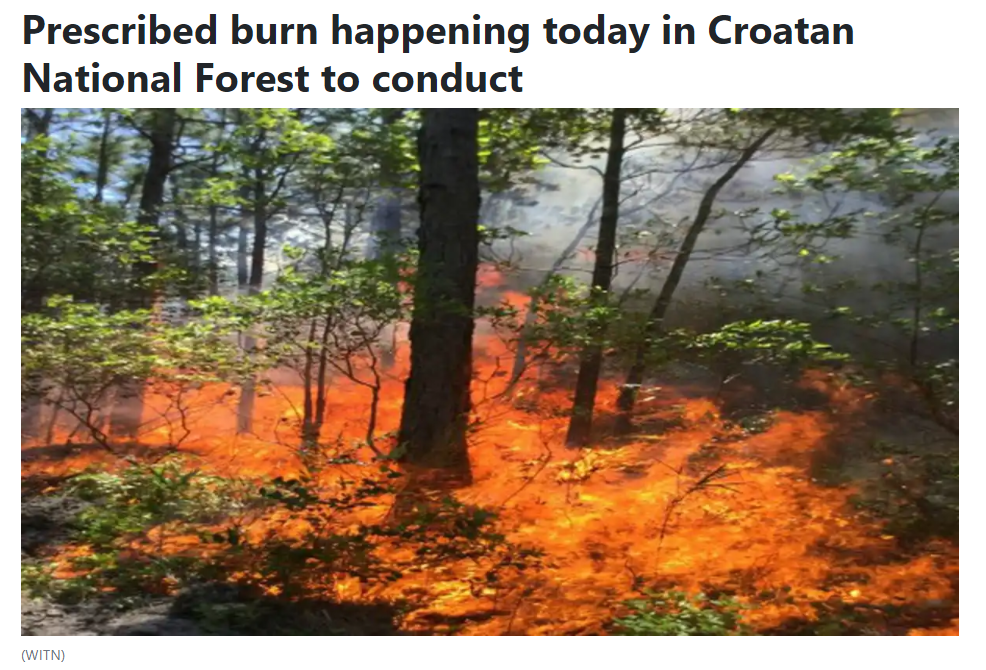 Prescribed burn happening today in Croatan
National Forest to conduct
(WITN)